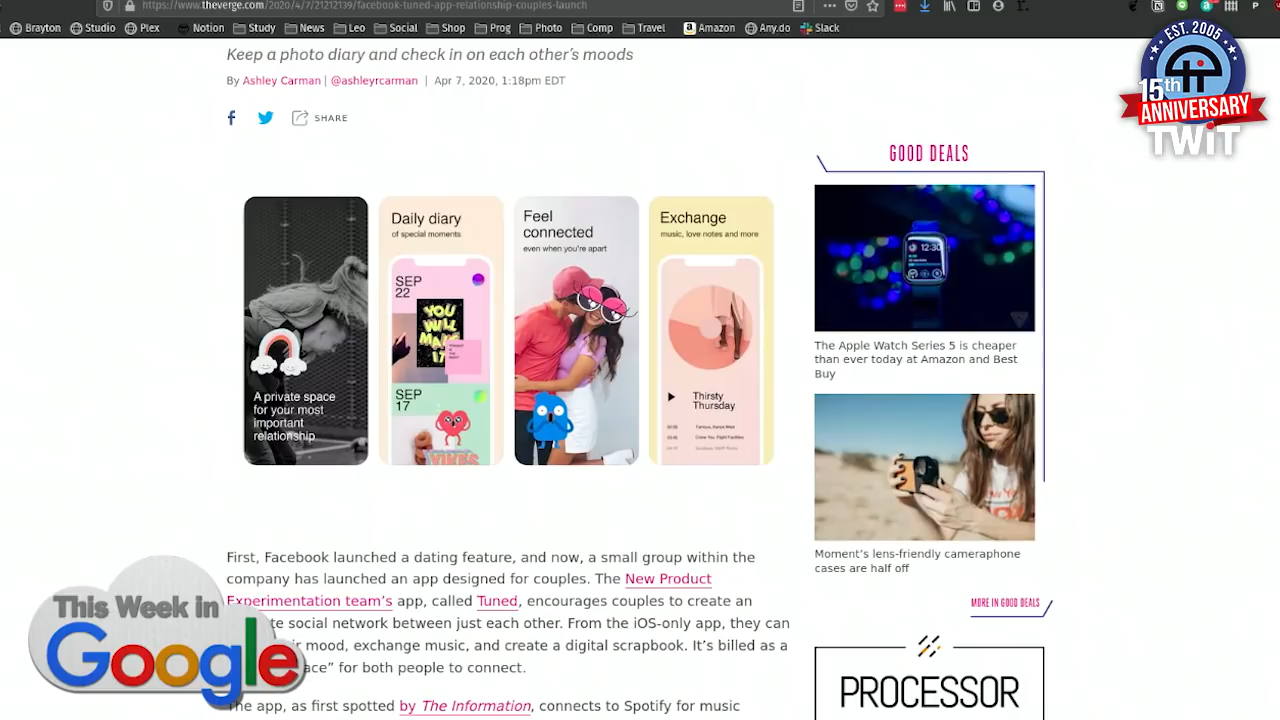 https://www.theverge.com/2020/4/7/21212139/facebook-tuned-app-relationship-couples-launch
Brayton Studio Plex Notion Study News Leo Social Shop Prog Photo Comp Travel Amazon Any.do Slack
Keep a photo diary and check in on each other's moods
By Ashley Carman | @ashleyrcarman | Apr 7, 2020, 1:18pm EDT
SHARE
EST. 2005
15th
ANNIVERSARY
TWiT
GOOD DEALS
A private space
for your most
important
relationship
Daily diary
of special moments
SEP
22
YOU
WILL
MAKE
IT
SEP
17
VIBES
Feel
connected
even when you're apart
Exchange
music, love notes and more
Thirsty
Thursday
12:30
The Apple Watch Series 5 is cheaper
than ever today at Amazon and Best
Buy
Moment's lens-friendly cameraphone
cases are half off
MORE IN GOOD DEALS
PROCESSOR
First, Facebook launched a dating feature, and now, a small group within the
company has launched an app designed for couples. The New Product
Experimentation team's app, called Tuned, encourages couples to create an
te social network between just each other. From the iOS-only app, they can
r mood, exchange music, and create a digital scrapbook. It's billed as a
ace" for both people to connect.
The app, as first spotted by The Information, connects to Spotify for music
This Week in
Google